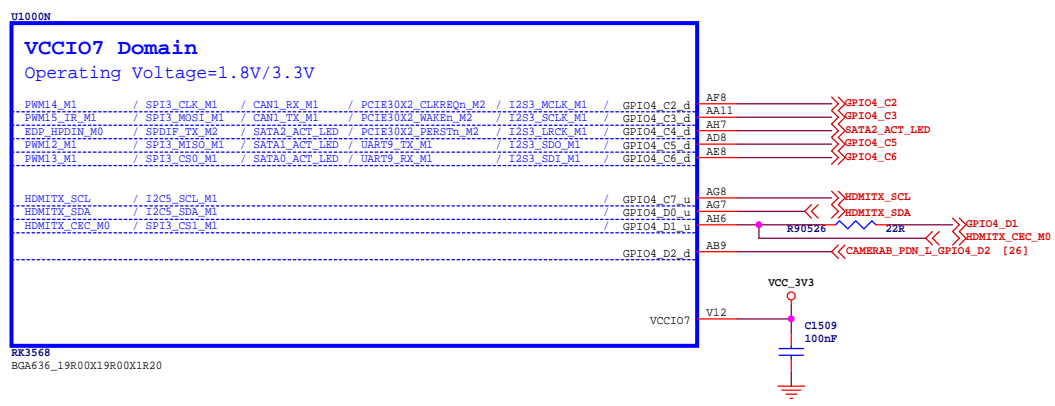 U1000N
VCCIO7 Domain
Operating Voltage=1.8V/3.3V
PWM14_M1 / SPI3_CLK_M1 / CAN1_RX_M1 / PCIE30X2_CLKREQn_M2 / I2S3_MCLK_M1 / GPIO4_C2_d AF8 GPIO4_C2
PWM15_IR_M1 / SPI3_MOSI_M1 / CAN1_TX_M1 / PCIE30X2_WAKEn_M2 / I2S3_SCLK_M1 / GPIO4_C3_d AA11 GPIO4_C3
EDP_HPDIN_M0 / SPDIF_TX_M2 / SATA2_ACT_LED / PCIE30X2_PERSTn_M2 / I2S3_LRCK_M1 / GPIO4_C4_d AH7 SATA2_ACT_LED
PWM12_M1 / SPI3_MISO_M1 / SATA1_ACT_LED / UART9_TX_M1 / I2S3_SDO_M1 / GPIO4_C5_d AD8 GPIO4_C5
PWM13_M1 / SPI3_CS0_M1 / SATA0_ACT_LED / UART9_RX_M1 / I2S3_SDI_M1 / GPIO4_C6_d AE8 GPIO4_C6
HDMITX_SCL / I2C5_SCL_M1 / GPIO4_C7_u AG8 HDMITX_SCL
HDMITX_SDA / I2C5_SDA_M1 / GPIO4_D0_u AG7 HDMITX_SDA
HDMITX_CEC_M0 / SPI3_CS1_M1 / GPIO4_D1_u AH6 GPIO4_D1
R90526 22R HDMITX_CEC_M0
GPIO4_D2_d AB9 CAMERAB_PDN_L_GPIO4_D2 [26]
VCC_3V3
VCCIO7 V12
C1509
100nF
RK3568
BGA636_19R00X19R00X1R20